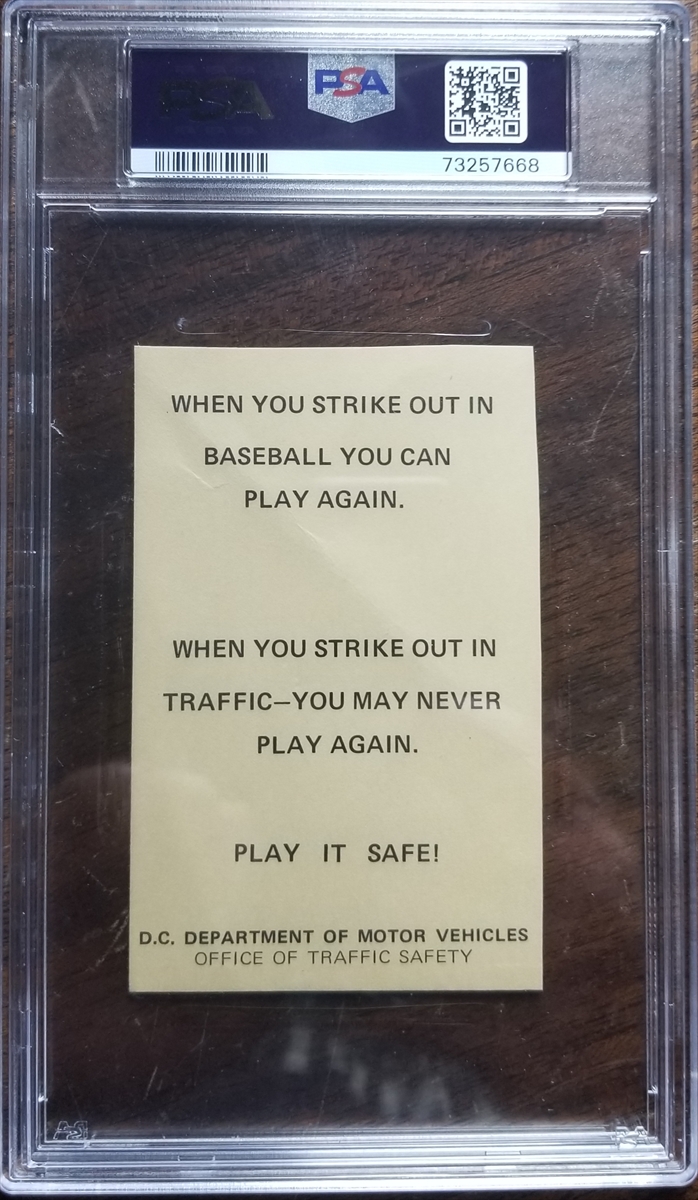 PSA
PSA
73257668
WHEN YOU STRIKE OUT IN
BASEBALL YOU CAN
PLAY AGAIN.
WHEN YOU STRIKE OUT IN
TRAFFIC—YOU MAY NEVER
PLAY AGAIN.
PLAY IT SAFE!
D.C. DEPARTMENT OF MOTOR VEHICLES
OFFICE OF TRAFFIC SAFETY